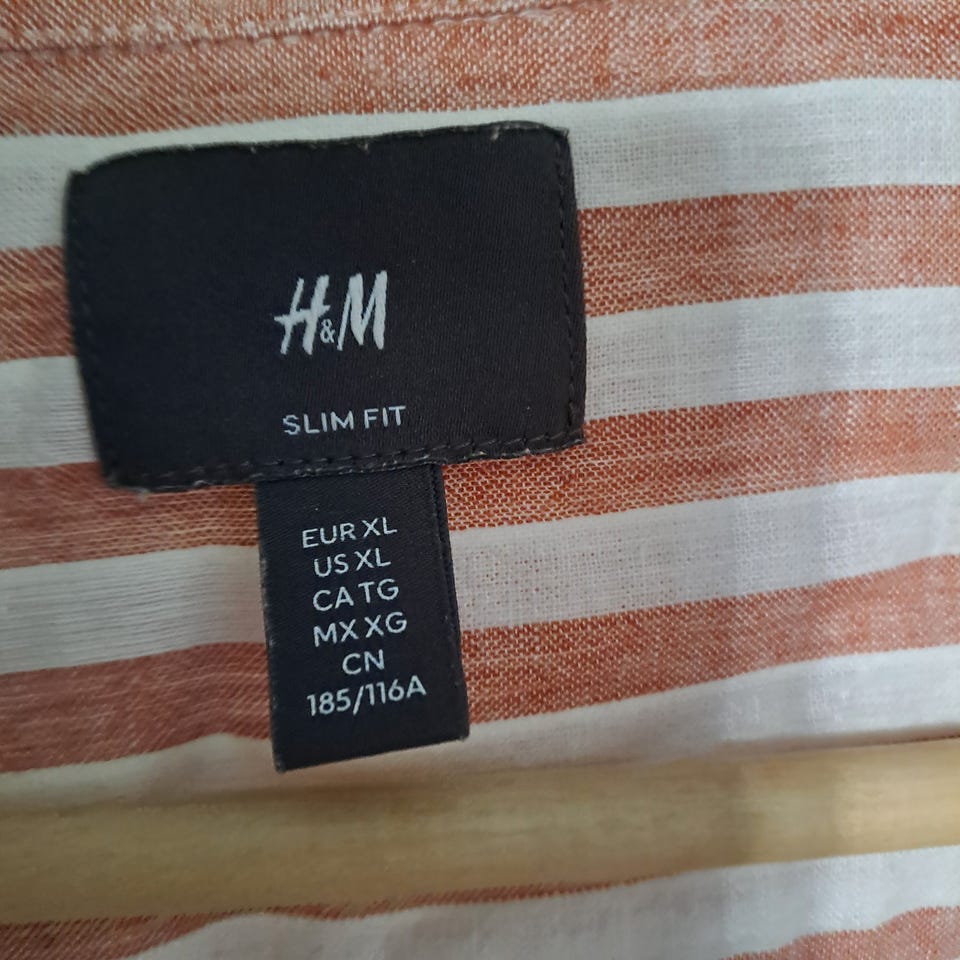 H&M
SLIM FIT
EUR XL
US XL
CA TG
MX XG
CN
185/116A